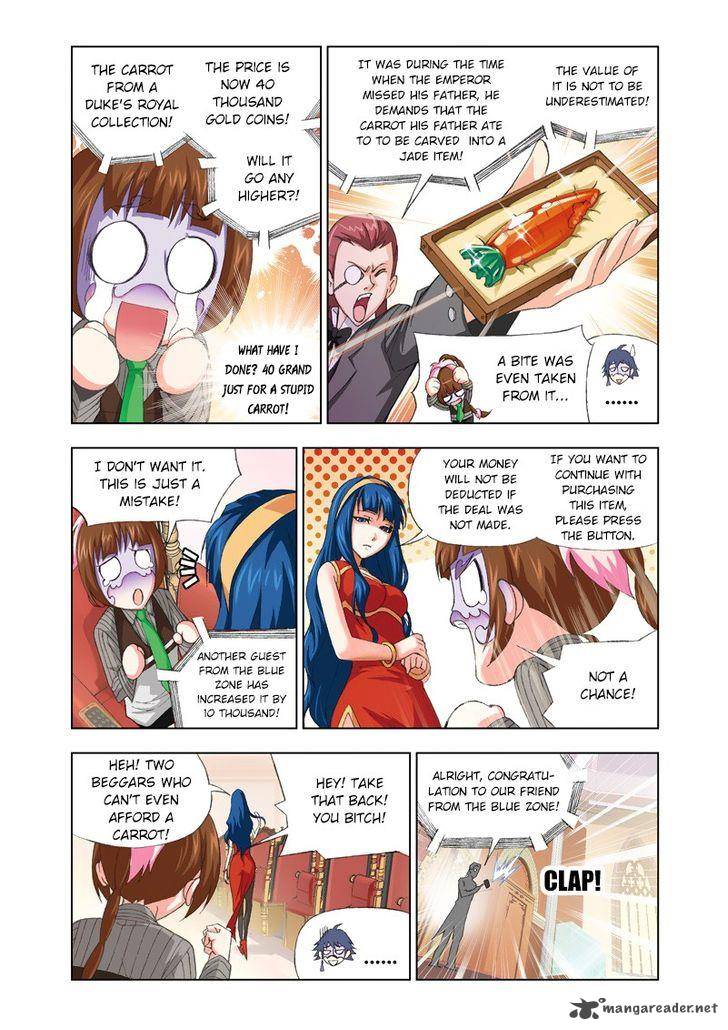 THE CARROT
FROM A
DUKE'S ROYAL
COLLECTION!
THE PRICE IS
NOW 40
THOUSAND
GOLD COINS!
WILL IT
GO ANY
HIGHER?!
WHAT HAVE I
DONE? 40 GRAND
JUST FOR A STUPID
CARROT!
IT WAS DURING THE TIME
WHEN THE EMPEROR
MISSED HIS FATHER, HE
DEMANDS THAT THE
CARROT HIS FATHER ATE
TO TO BE CARVED INTO A
JADE ITEM!
THE VALUE OF
IT IS NOT TO BE
UNDERESTIMATED!
A BITE WAS
EVEN TAKEN
FROM IT...
......
I DON'T WANT IT.
THIS IS JUST A
MISTAKE!
ANOTHER GUEST
FROM THE BLUE
ZONE HAS
INCREASED IT BY
10 THOUSAND!
YOUR MONEY
WILL NOT BE
DEDUCTED IF
THE DEAL WAS
NOT MADE.
IF YOU WANT TO
CONTINUE WITH
PURCHASING
THIS ITEM,
PLEASE PRESS
THE BUTTON.
NOT A
CHANCE!
HEH! TWO
BEGGARS WHO
CAN'T EVEN
AFFORD A
CARROT!
HEY! TAKE
THAT BACK!
YOU BITCH!
......
ALRIGHT, CONGRATU-
LATION TO OUR FRIEND
FROM THE BLUE ZONE!
CLAP!
mangareader.net